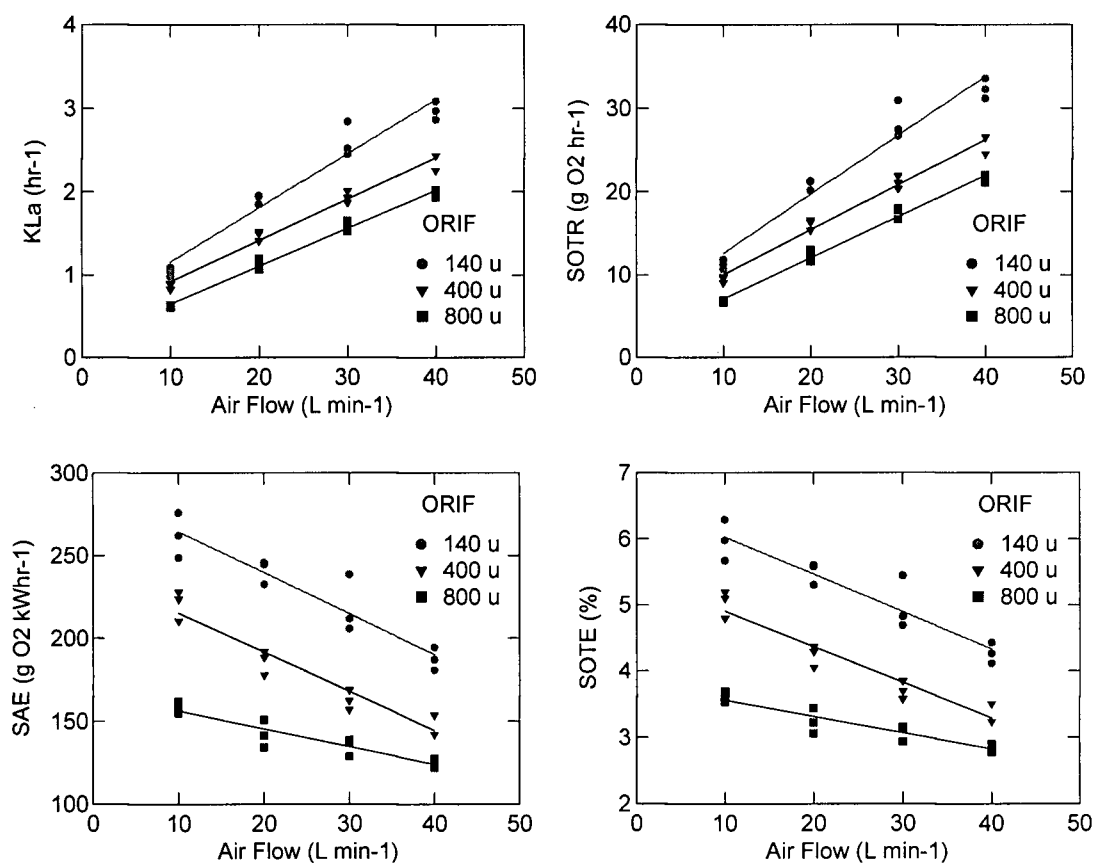 4
3
2
1
0
KLa (hr-1)
0 10 20 30 40 50
Air Flow (L min-1)
ORIF
140 u
400 u
800 u
40
30
20
10
0
SOTR (g O2 hr-1)
0 10 20 30 40 50
Air Flow (L min-1)
ORIF
140 u
400 u
800 u
300
250
200
150
100
SAE (g O2 kWhr-1)
0 10 20 30 40 50
Air Flow (L min-1)
ORIF
140 u
400 u
800 u
7
6
5
4
3
2
SOTE (%)
0 10 20 30 40 50
Air Flow (L min-1)
ORIF
140 u
400 u
800 u